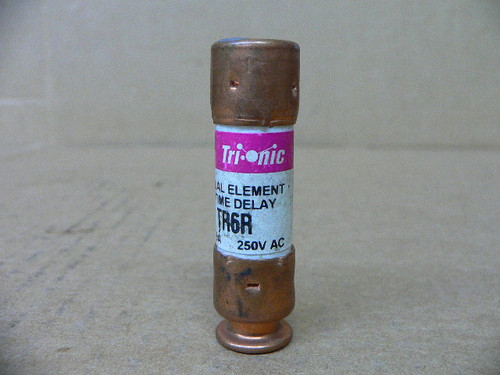 Tri-onic
AL ELEMENT
TIME DELAY
TR6R
250V AC